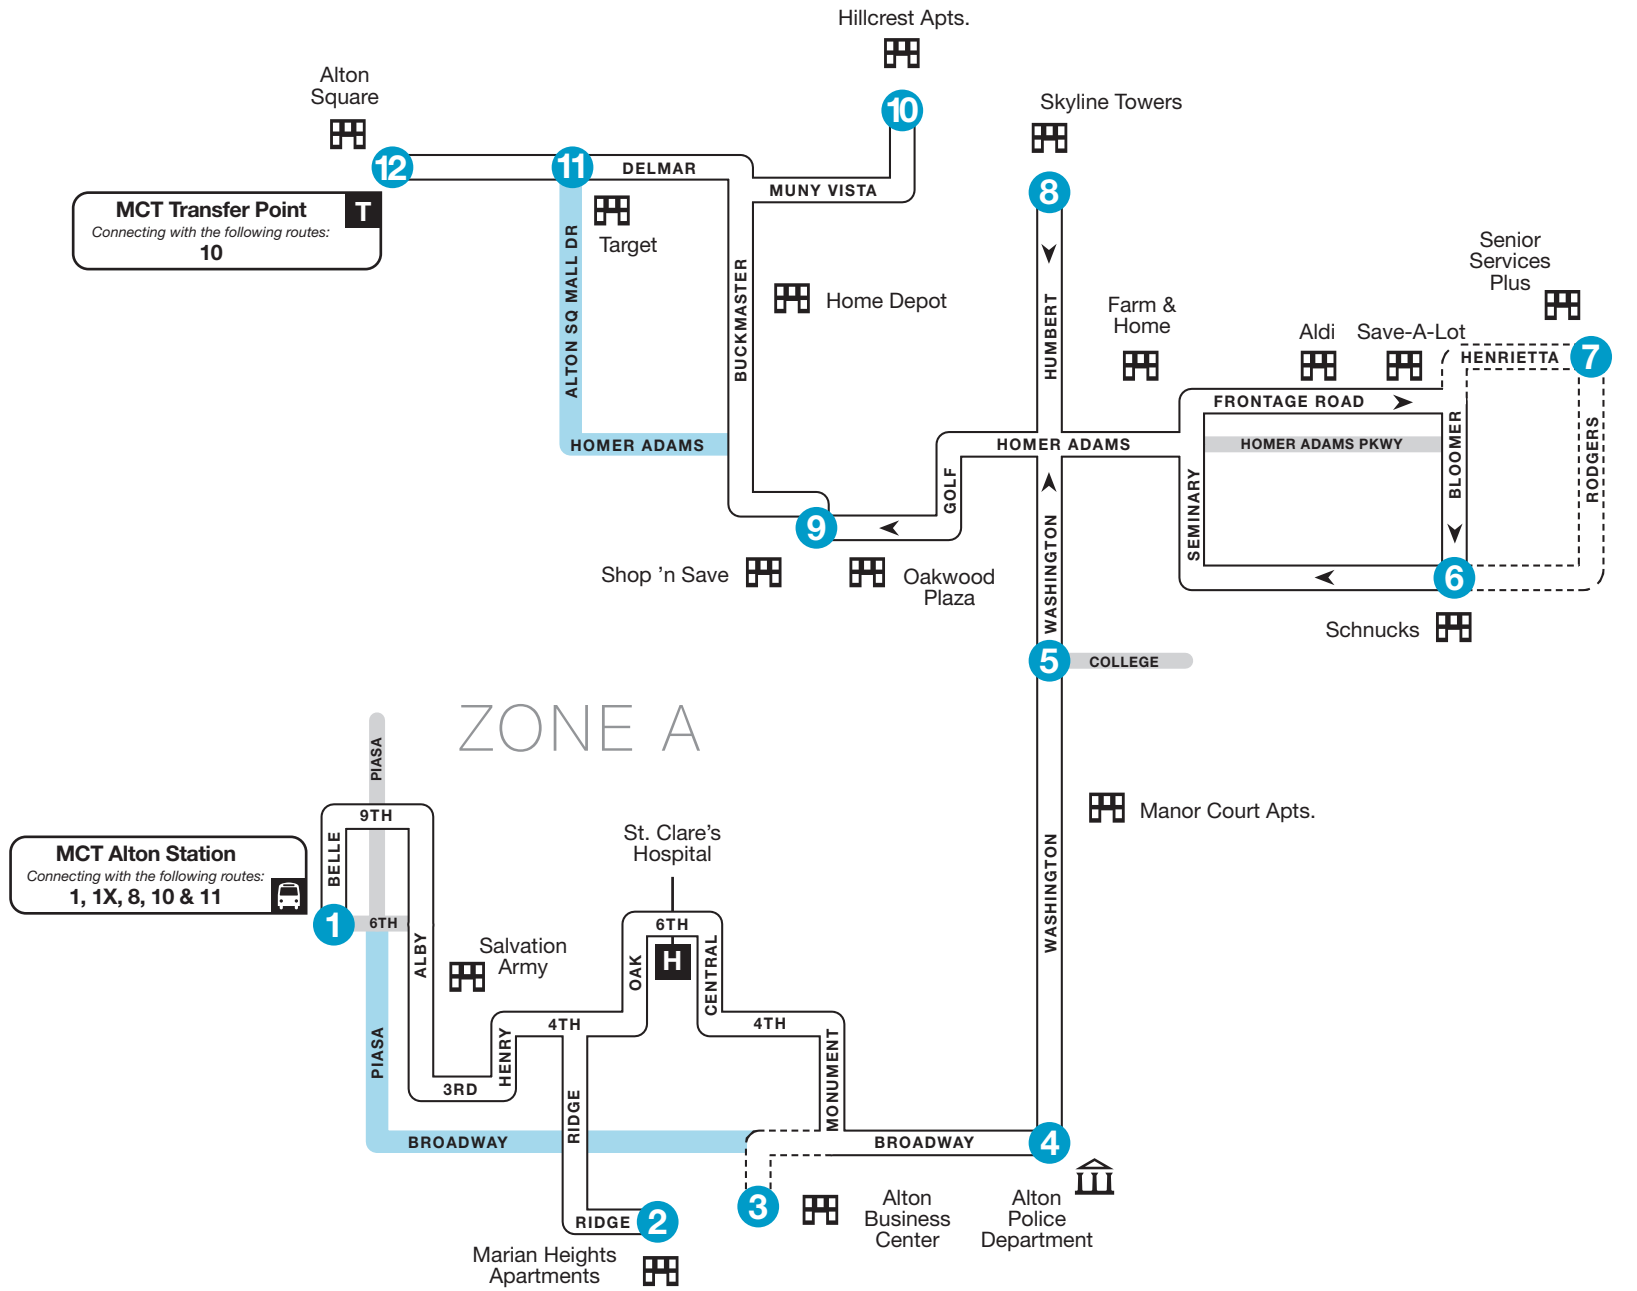 Hillcrest Apts.
10
Alton
Square
Skyline Towers
12
11
DELMAR
MUNY VISTA
8
MCT Transfer Point
T
Connecting with the following routes:
10
Target
ALTON SQ MALL DR
BUCKMASTER
Home Depot
HUMBERT
Farm &
Home
Aldi
Save-A-Lot
Senior
Services
Plus
HENRIETTA
7
FRONTAGE ROAD
HOMER ADAMS
HOMER ADAMS
HOMER ADAMS PKWY
BLOOMER
RODGERS
GOLF
SEMINARY
WASHINGTON
9
Shop ’n Save
Oakwood
Plaza
6
Schnucks
5
COLLEGE
ZONE A
PIASA
9TH
BELLE
MCT Alton Station
Connecting with the following routes:
1, 1X, 8, 10 & 11
1
6TH
ALBY
Salvation
Army
St. Clare’s
Hospital
6TH
H
OAK
CENTRAL
Manor Court Apts.
WASHINGTON
PIASA
HENRY
4TH
4TH
3RD
RIDGE
MONUMENT
BROADWAY
BROADWAY
4
3
Alton
Business
Center
Alton
Police
Department
RIDGE
2
Marian Heights
Apartments